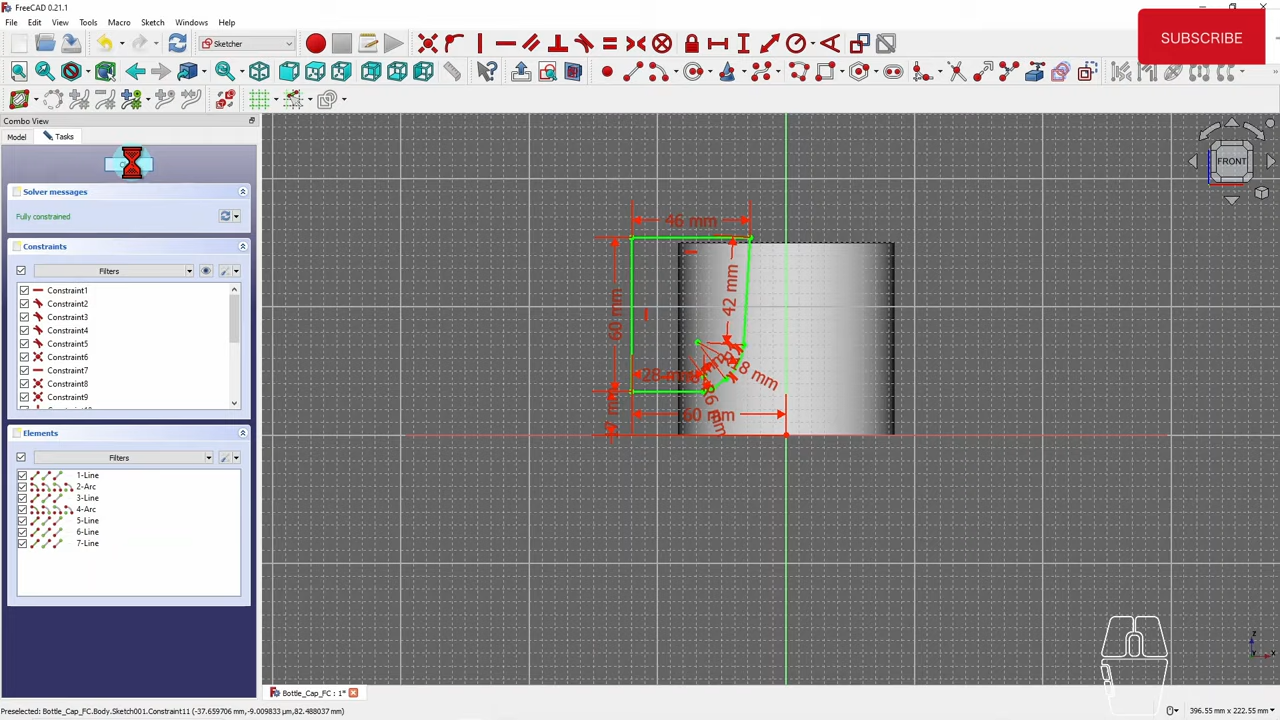 FreeCAD 0.21.1
File Edit View Tools Macro Sketch Windows Help
SUBSCRIBE
Sketcher
Combo View
Model Tasks
Solver messages
Fully constrained
Constraints
Filters
Constraint1
Constraint2
Constraint3
Constraint4
Constraint5
Constraint6
Constraint7
Constraint8
Constraint9
Elements
Filters
1-Line
2-Arc
3-Line
4-Arc
5-Line
6-Line
7-Line
46 mm
60 mm
42 mm
28 mm
18 mm
60 mm
FRONT
Z
X
Bottle_Cap_FC : 1*
Preselected: Bottle_Cap_FC.Body.Sketch001.Constraint11 (-37.659706 mm,-9.009833 µm,82.488037 mm)
396.55 mm x 222.55 mm